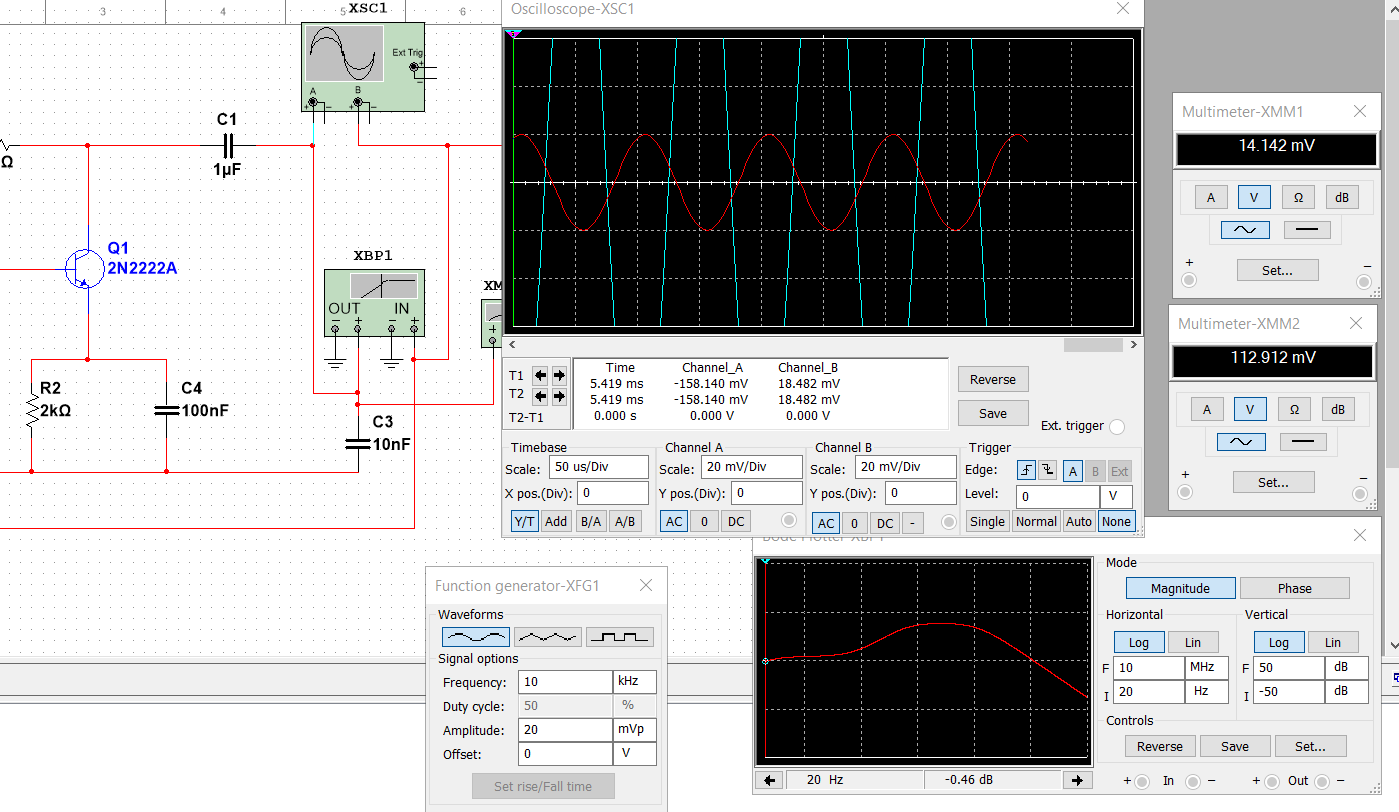 3
4
5
6
XSC1
Ext Trig
A
B
C1
1µF
Ω
Q1
2N2222A
XBP1
OUT
IN
XM
R2
2kΩ
C4
100nF
C3
10nF
Oscilloscope-XSC1
T1
T2
T2-T1
Time Channel_A Channel_B
5.419 ms -158.140 mV 18.482 mV
5.419 ms -158.140 mV 18.482 mV
0.000 s 0.000 V 0.000 V
Reverse
Save
Ext. trigger
Timebase
Scale: 50 us/Div
X pos.(Div): 0
Y/T Add B/A A/B
Channel A
Scale: 20 mV/Div
Y pos.(Div): 0
AC 0 DC
Channel B
Scale: 20 mV/Div
Y pos.(Div): 0
AC 0 DC -
Trigger
Edge: A B Ext
Level: 0 V
Single Normal Auto None
Multimeter-XMM1
14.142 mV
A V Ω dB
Set...
Multimeter-XMM2
112.912 mV
A V Ω dB
Set...
Function generator-XFG1
Waveforms
Signal options
Frequency: 10 kHz
Duty cycle: 50 %
Amplitude: 20 mVp
Offset: 0 V
Set rise/Fall time
Bode Plotter-XBP1
20 Hz -0.46 dB
Mode
Magnitude Phase
Horizontal
Log Lin
F 10 MHz
I 20 Hz
Vertical
Log Lin
F 50 dB
I -50 dB
Controls
Reverse Save Set...
+ In - + Out -